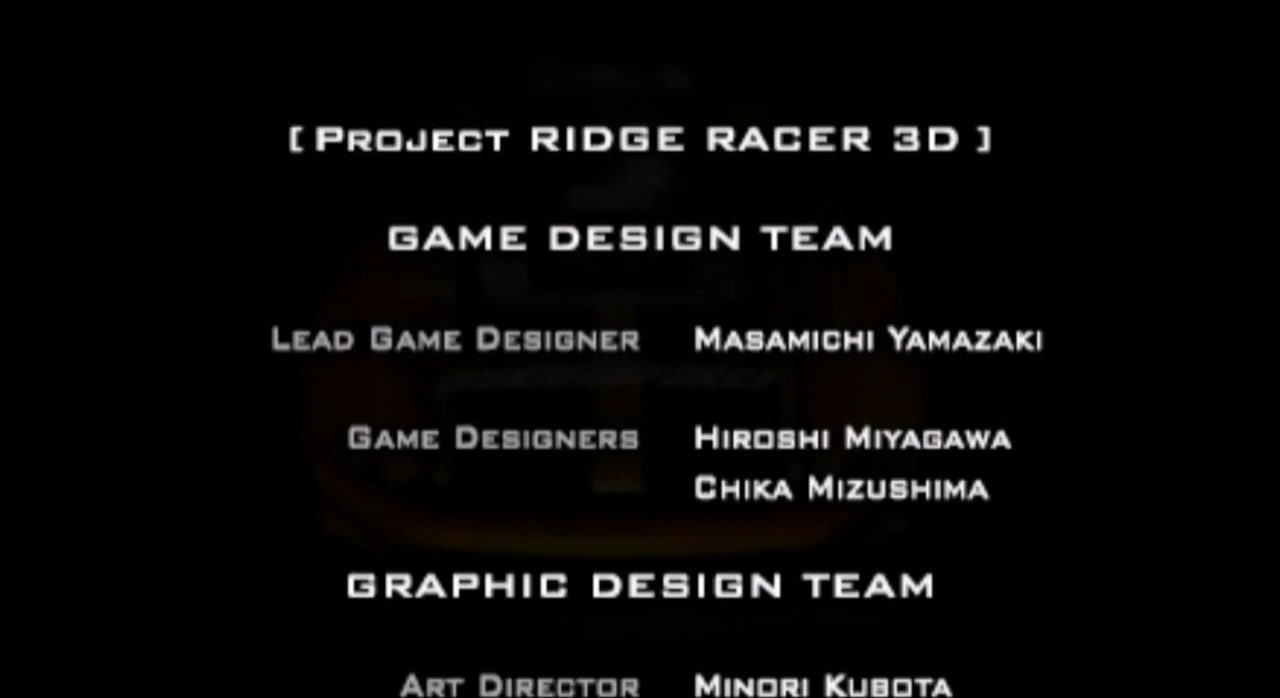 [ Project RIDGE RACER 3D ]
GAME DESIGN TEAM
Lead Game Designer Masamichi Yamazaki
Game Designers Hiroshi Miyagawa
Chika Mizushima
GRAPHIC DESIGN TEAM
Art Director Minori Kubota